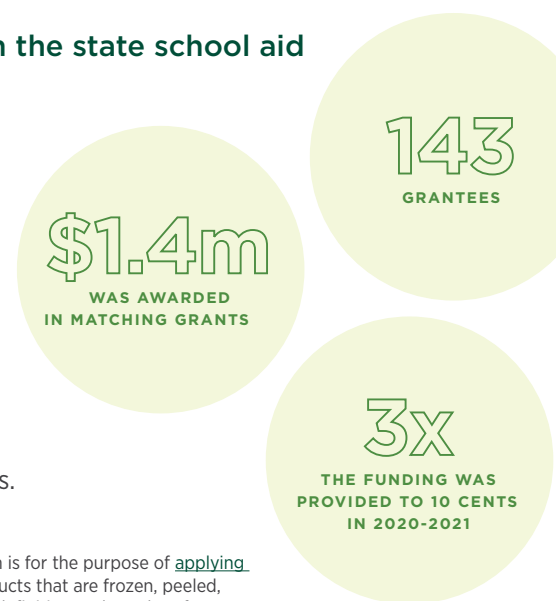 n the state school aid
143
GRANTEES
$1.4m
WAS AWARDED
IN MATCHING GRANTS
3x
THE FUNDING WAS
PROVIDED TO 10 CENTS
IN 2020-2021
s.
n is for the purpose of applying
ucts that are frozen, peeled,